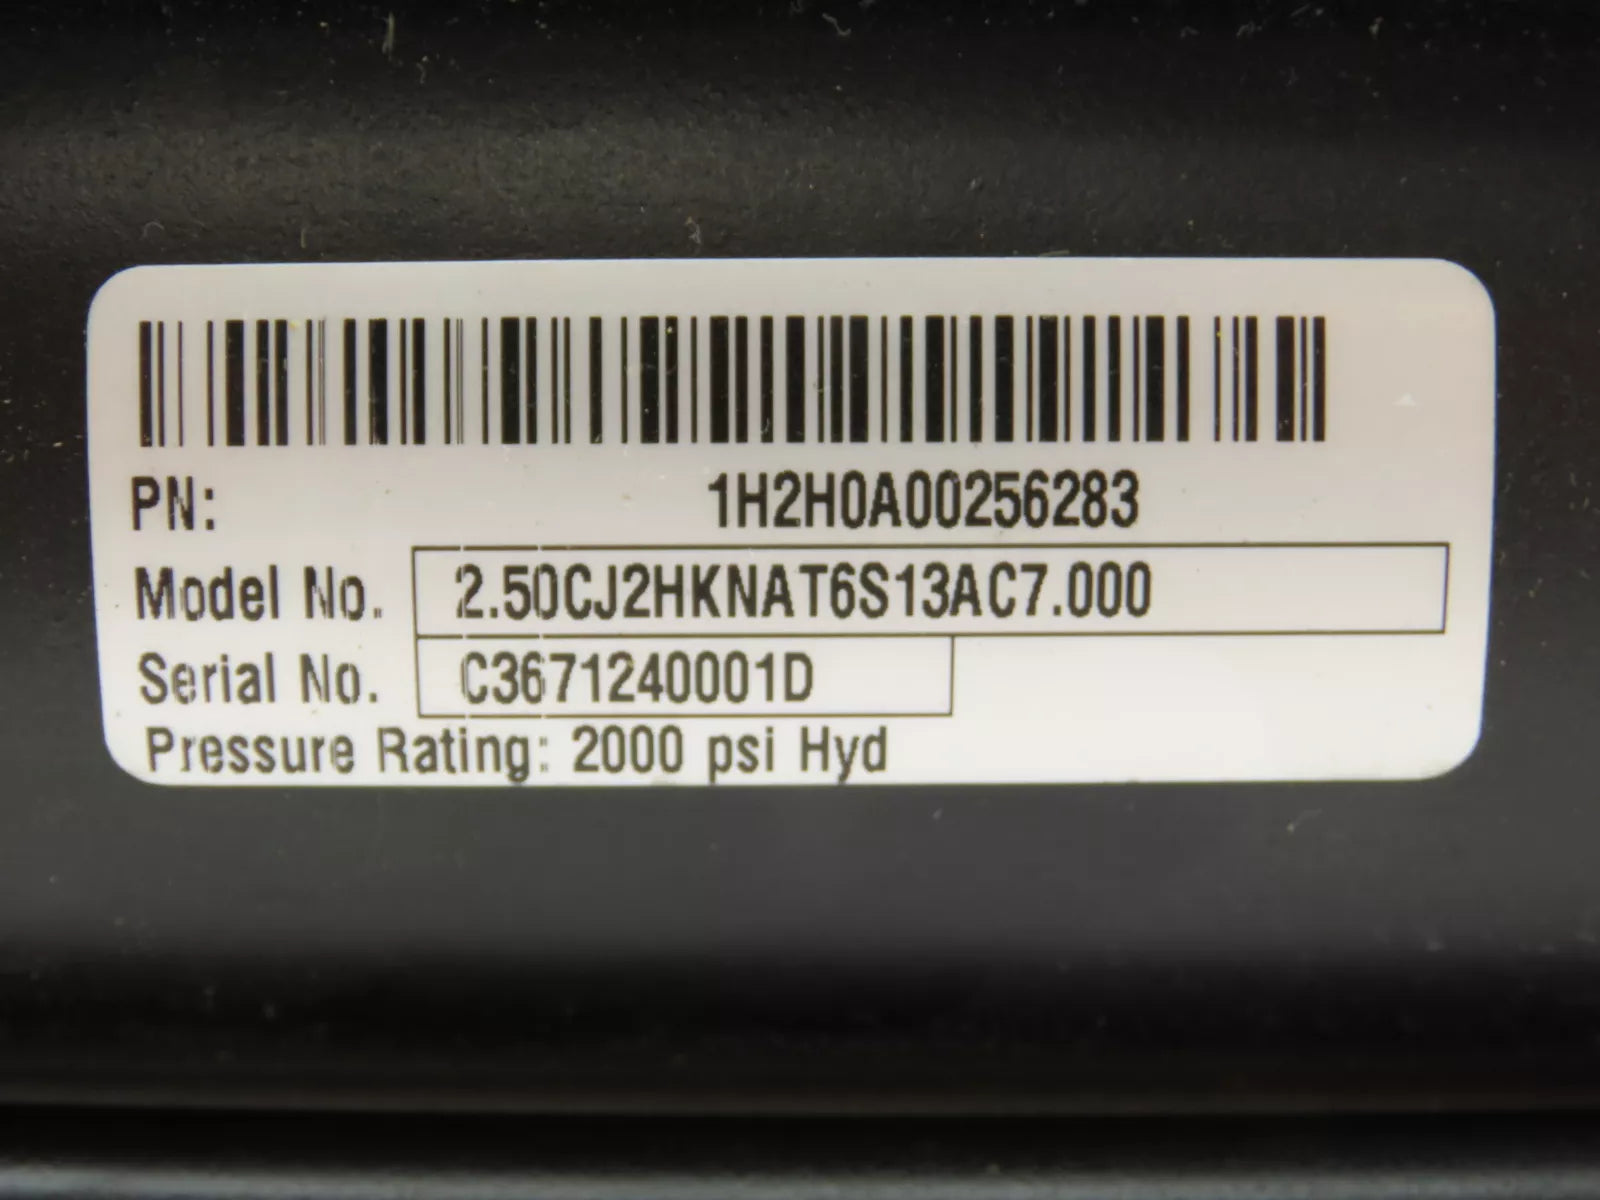 PN: 1H2H0A00256283
Model No. 2.50CJ2HKNAT6S13AC7.000
Serial No. C3671240001D
Pressure Rating: 2000 psi Hyd